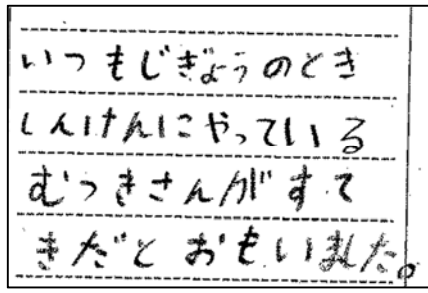 いつもじぎょうのとき
しんけんにやっている
むつきさんがすて
きだとおもいました。